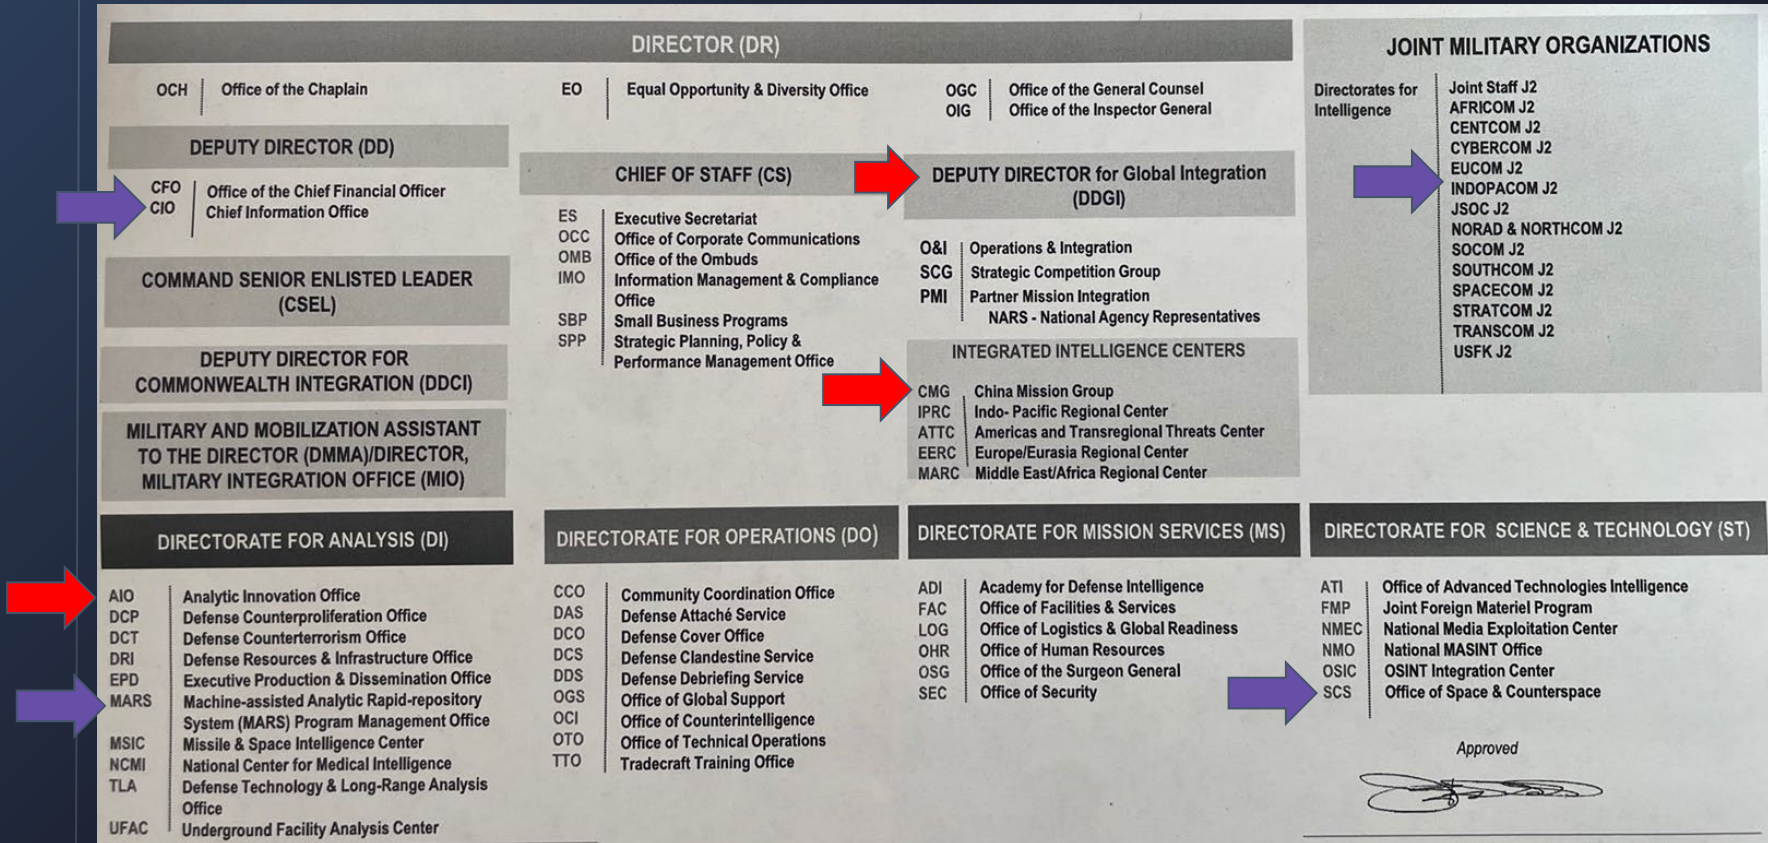 DIRECTOR (DR)
OCH Office of the Chaplain
EO Equal Opportunity & Diversity Office
OGC Office of the General Counsel
OIG Office of the Inspector General
DEPUTY DIRECTOR (DD)
CFO Office of the Chief Financial Officer
CIO Chief Information Office
COMMAND SENIOR ENLISTED LEADER
(CSEL)
DEPUTY DIRECTOR FOR
COMMONWEALTH INTEGRATION (DDCI)
MILITARY AND MOBILIZATION ASSISTANT
TO THE DIRECTOR (DMMA)/DIRECTOR,
MILITARY INTEGRATION OFFICE (MIO)
CHIEF OF STAFF (CS)
ES Executive Secretariat
OCC Office of Corporate Communications
OMB Office of the Ombuds
IMO Information Management & Compliance
Office
SBP Small Business Programs
SPP Strategic Planning, Policy &
Performance Management Office
DEPUTY DIRECTOR for Global Integration
(DDGI)
O&I Operations & Integration
SCG Strategic Competition Group
PMI Partner Mission Integration
NARS - National Agency Representatives
INTEGRATED INTELLIGENCE CENTERS
CMG China Mission Group
IPRC Indo- Pacific Regional Center
ATTC Americas and Transregional Threats Center
EERC Europe/Eurasia Regional Center
MARC Middle East/Africa Regional Center
JOINT MILITARY ORGANIZATIONS
Directorates for
Intelligence
Joint Staff J2
AFRICOM J2
CENTCOM J2
CYBERCOM J2
EUCOM J2
INDOPACOM J2
JSOC J2
NORAD & NORTHCOM J2
SOCOM J2
SOUTHCOM J2
SPACECOM J2
STRATCOM J2
TRANSCOM J2
USFK J2
DIRECTORATE FOR ANALYSIS (DI)
AIO Analytic Innovation Office
DCP Defense Counterproliferation Office
DCT Defense Counterterrorism Office
DRI Defense Resources & Infrastructure Office
EPD Executive Production & Dissemination Office
MARS Machine-assisted Analytic Rapid-repository
System (MARS) Program Management Office
MSIC Missile & Space Intelligence Center
NCMI National Center for Medical Intelligence
TLA Defense Technology & Long-Range Analysis
Office
UFAC Underground Facility Analysis Center
DIRECTORATE FOR OPERATIONS (DO)
CCO Community Coordination Office
DAS Defense Attaché Service
DCO Defense Cover Office
DCS Defense Clandestine Service
DDS Defense Debriefing Service
OGS Office of Global Support
OCI Office of Counterintelligence
OTO Office of Technical Operations
TTO Tradecraft Training Office
DIRECTORATE FOR MISSION SERVICES (MS)
ADI Academy for Defense Intelligence
FAC Office of Facilities & Services
LOG Office of Logistics & Global Readiness
OHR Office of Human Resources
OSG Office of the Surgeon General
SEC Office of Security
DIRECTORATE FOR SCIENCE & TECHNOLOGY (ST)
ATI Office of Advanced Technologies Intelligence
FMP Joint Foreign Materiel Program
NMEC National Media Exploitation Center
NMO National MASINT Office
OSIC OSINT Integration Center
SCS Office of Space & Counterspace
Approved